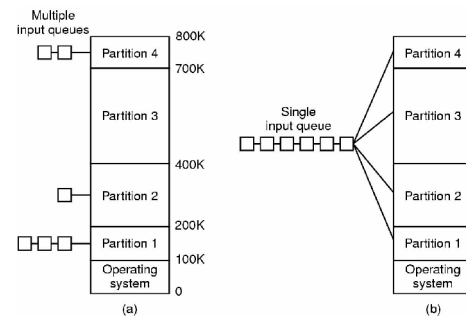 Multiple
input queues
800K
Partition 4
700K
Partition 3
400K
Partition 2
200K
Partition 1
100K
Operating
system
0
(a)
Single
input queue
Partition 4
Partition 3
Partition 2
Partition 1
Operating
system
(b)